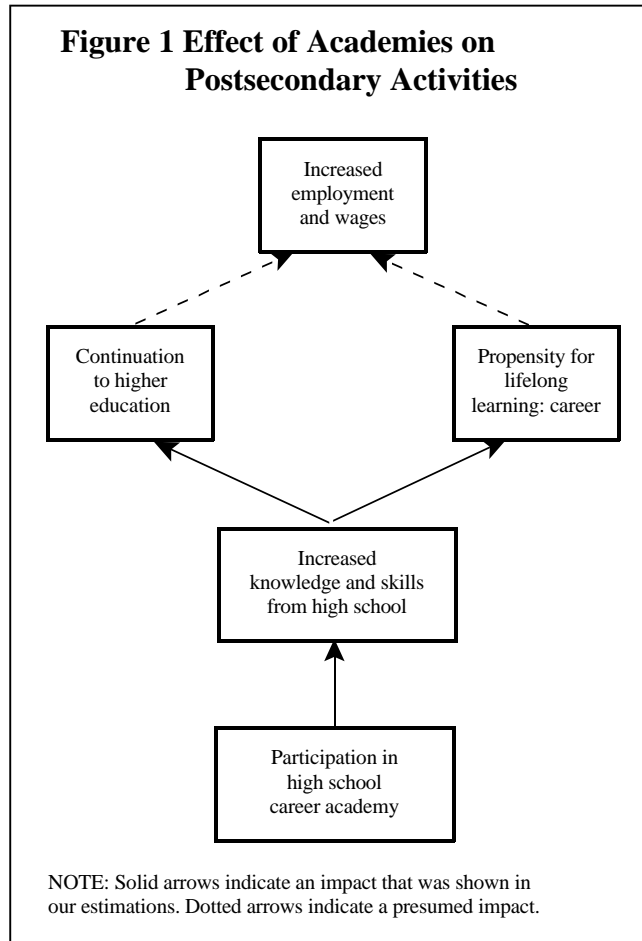 Figure 1 Effect of Academies on
Postsecondary Activities
Increased
employment
and wages
Continuation
to higher
education
Propensity for
lifelong
learning: career
Increased
knowledge and skills
from high school
Participation in
high school
career academy
NOTE: Solid arrows indicate an impact that was shown in
our estimations. Dotted arrows indicate a presumed impact.